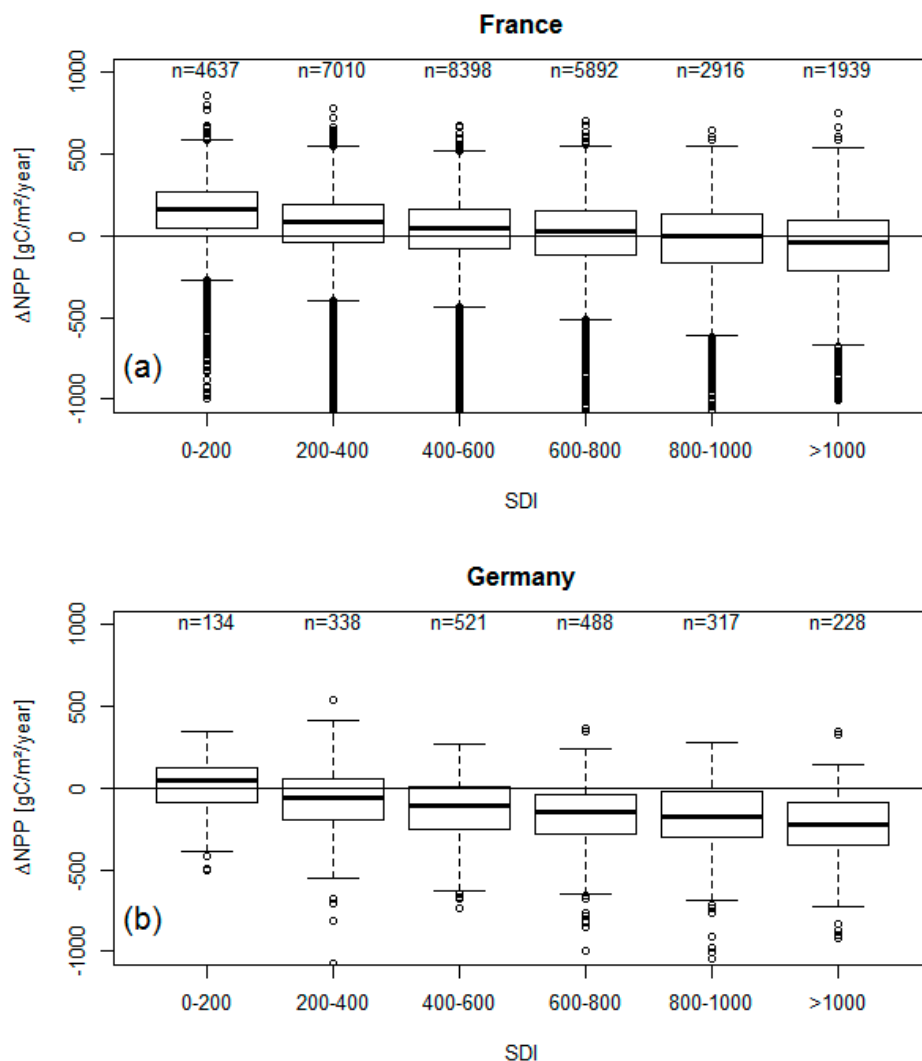 France
n=4637 n=7010 n=8398 n=5892 n=2916 n=1939
1000
500
0
-500
-1000
ΔNPP [gC/m²/year]
(a)
0-200 200-400 400-600 600-800 800-1000 >1000
SDI
Germany
n=134 n=338 n=521 n=488 n=317 n=228
1000
500
0
-500
-1000
ΔNPP [gC/m²/year]
(b)
0-200 200-400 400-600 600-800 800-1000 >1000
SDI